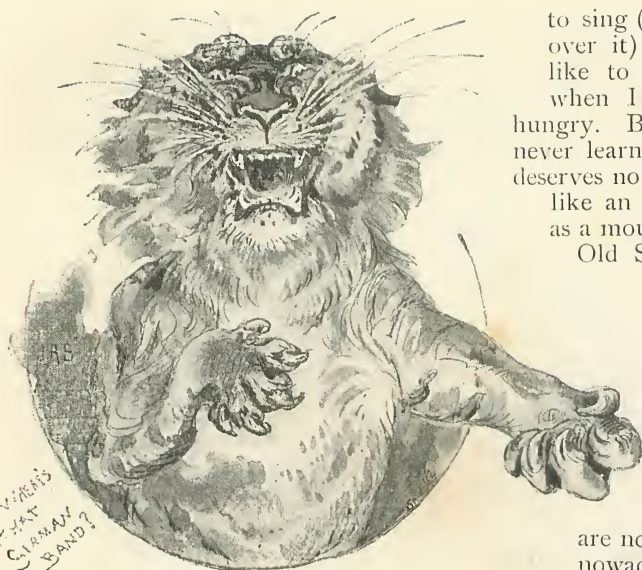 to sing (
over it)
like to
when I
hungry. B
never learn
deserves no
like an
as a mou
Old S
WHERE'S
THAT
GERMAN
BAND?
are no
nowad